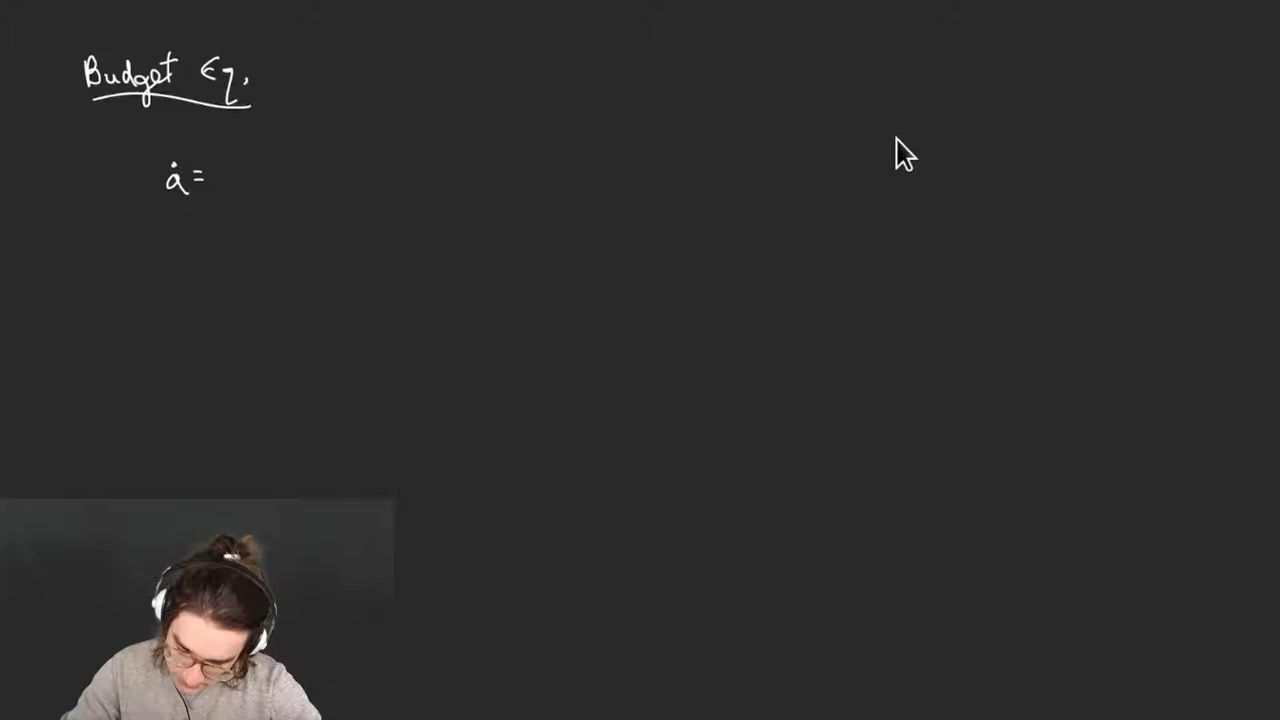 Budget Eq.
ȧ =